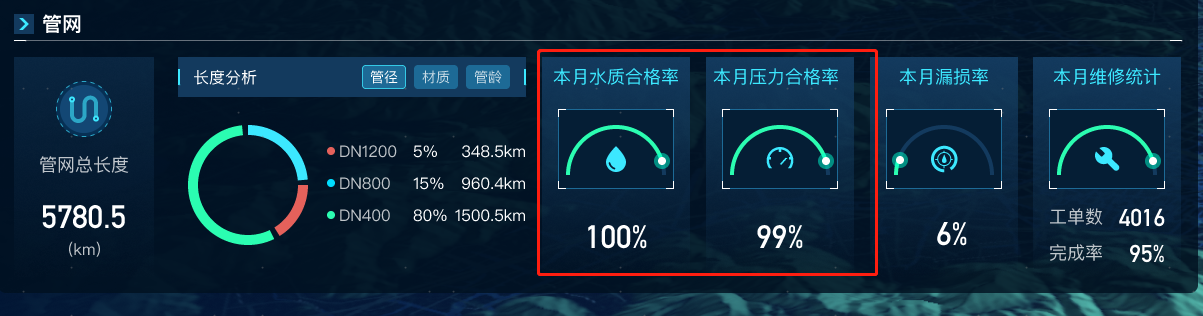 管网
管网总长度
5780.5
(km)
长度分析 管径 材质 管龄
DN1200 5% 348.5km
DN800 15% 960.4km
DN400 80% 1500.5km
本月水质合格率
100%
本月压力合格率
99%
本月漏损率
6%
本月维修统计
工单数 4016
完成率 95%